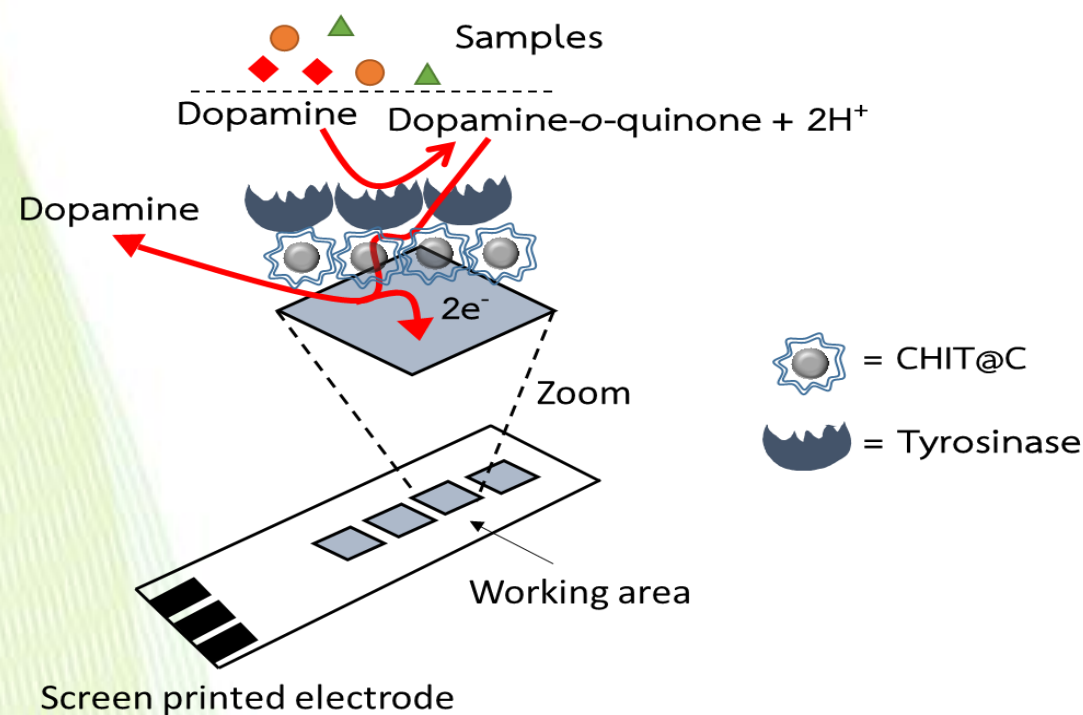 Samples
Dopamine
Dopamine-o-quinone + 2H⁺
Dopamine
2e⁻
= CHIT@C
Zoom
= Tyrosinase
Working area
Screen printed electrode